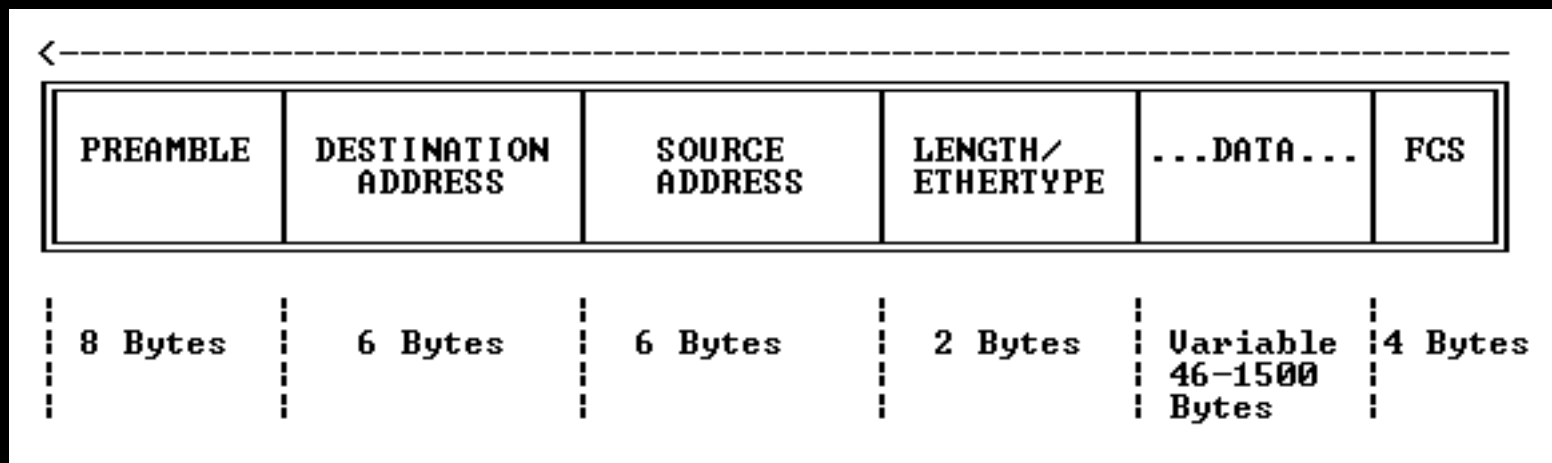 PREAMBLE
DESTINATION
ADDRESS
SOURCE
ADDRESS
LENGTH/
ETHERTYPE
...DATA...
FCS
8 Bytes
6 Bytes
6 Bytes
2 Bytes
Variable
46-1500
Bytes
4 Bytes